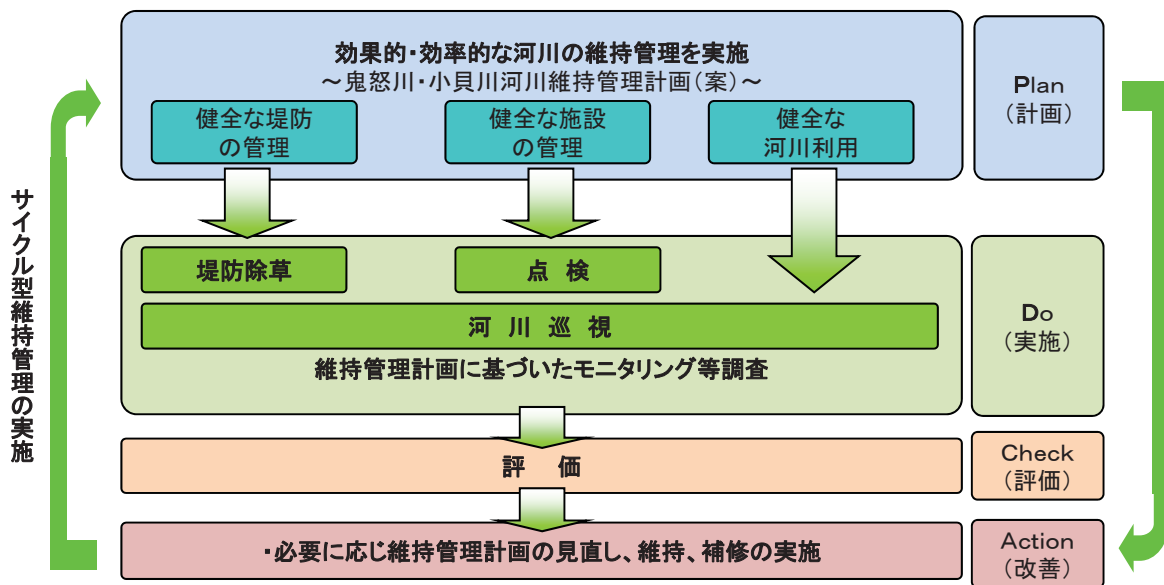 効果的・効率的な河川の維持管理を実施
～鬼怒川・小貝川河川維持管理計画（案）～
健全な堤防
の管理
健全な施設
の管理
健全な
河川利用
Plan
（計画）
サイクル型維持管理の実施
堤防除草
点 検
河 川 巡 視
維持管理計画に基づいたモニタリング等調査
Do
（実施）
評 価
Check
（評価）
・必要に応じ維持管理計画の見直し、維持、補修の実施
Action
（改善）